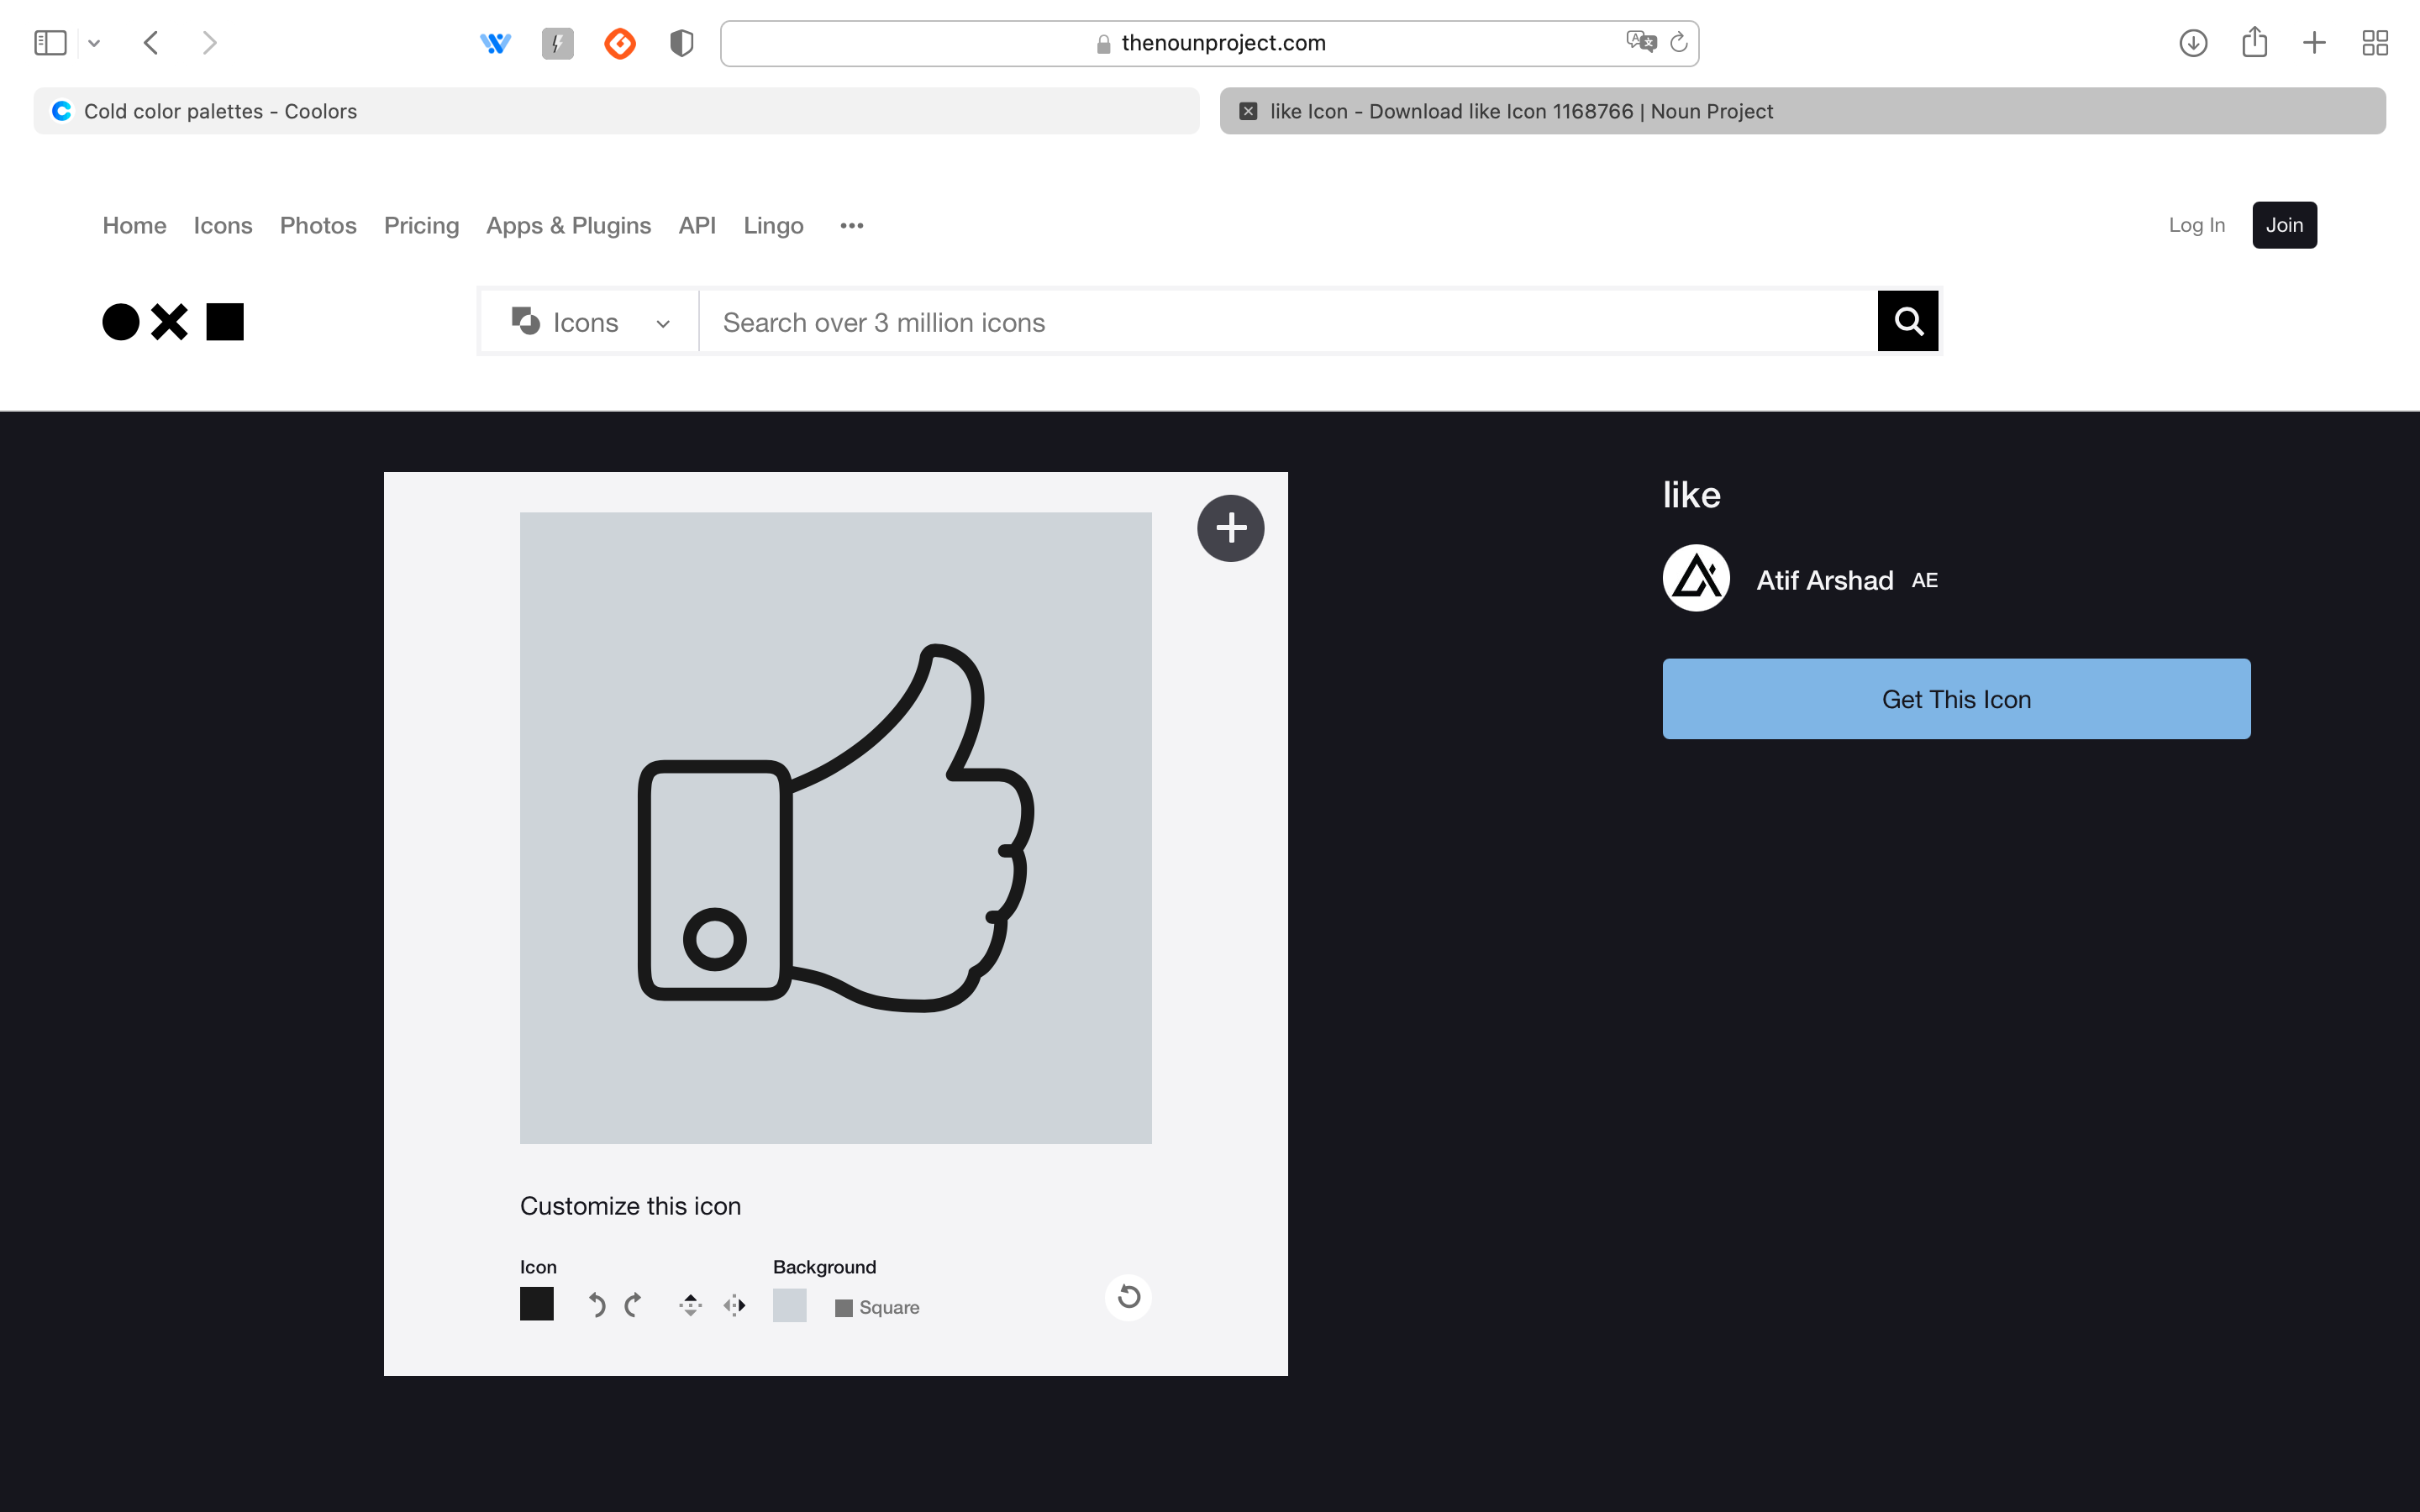 thenounproject.com
Cold color palettes - Coolors
like Icon - Download like Icon 1168766 | Noun Project
Home Icons Photos Pricing Apps & Plugins API Lingo •••
Log In Join
Icons Search over 3 million icons
like
Atif Arshad AE
Get This Icon
Customize this icon
Icon Background
Square